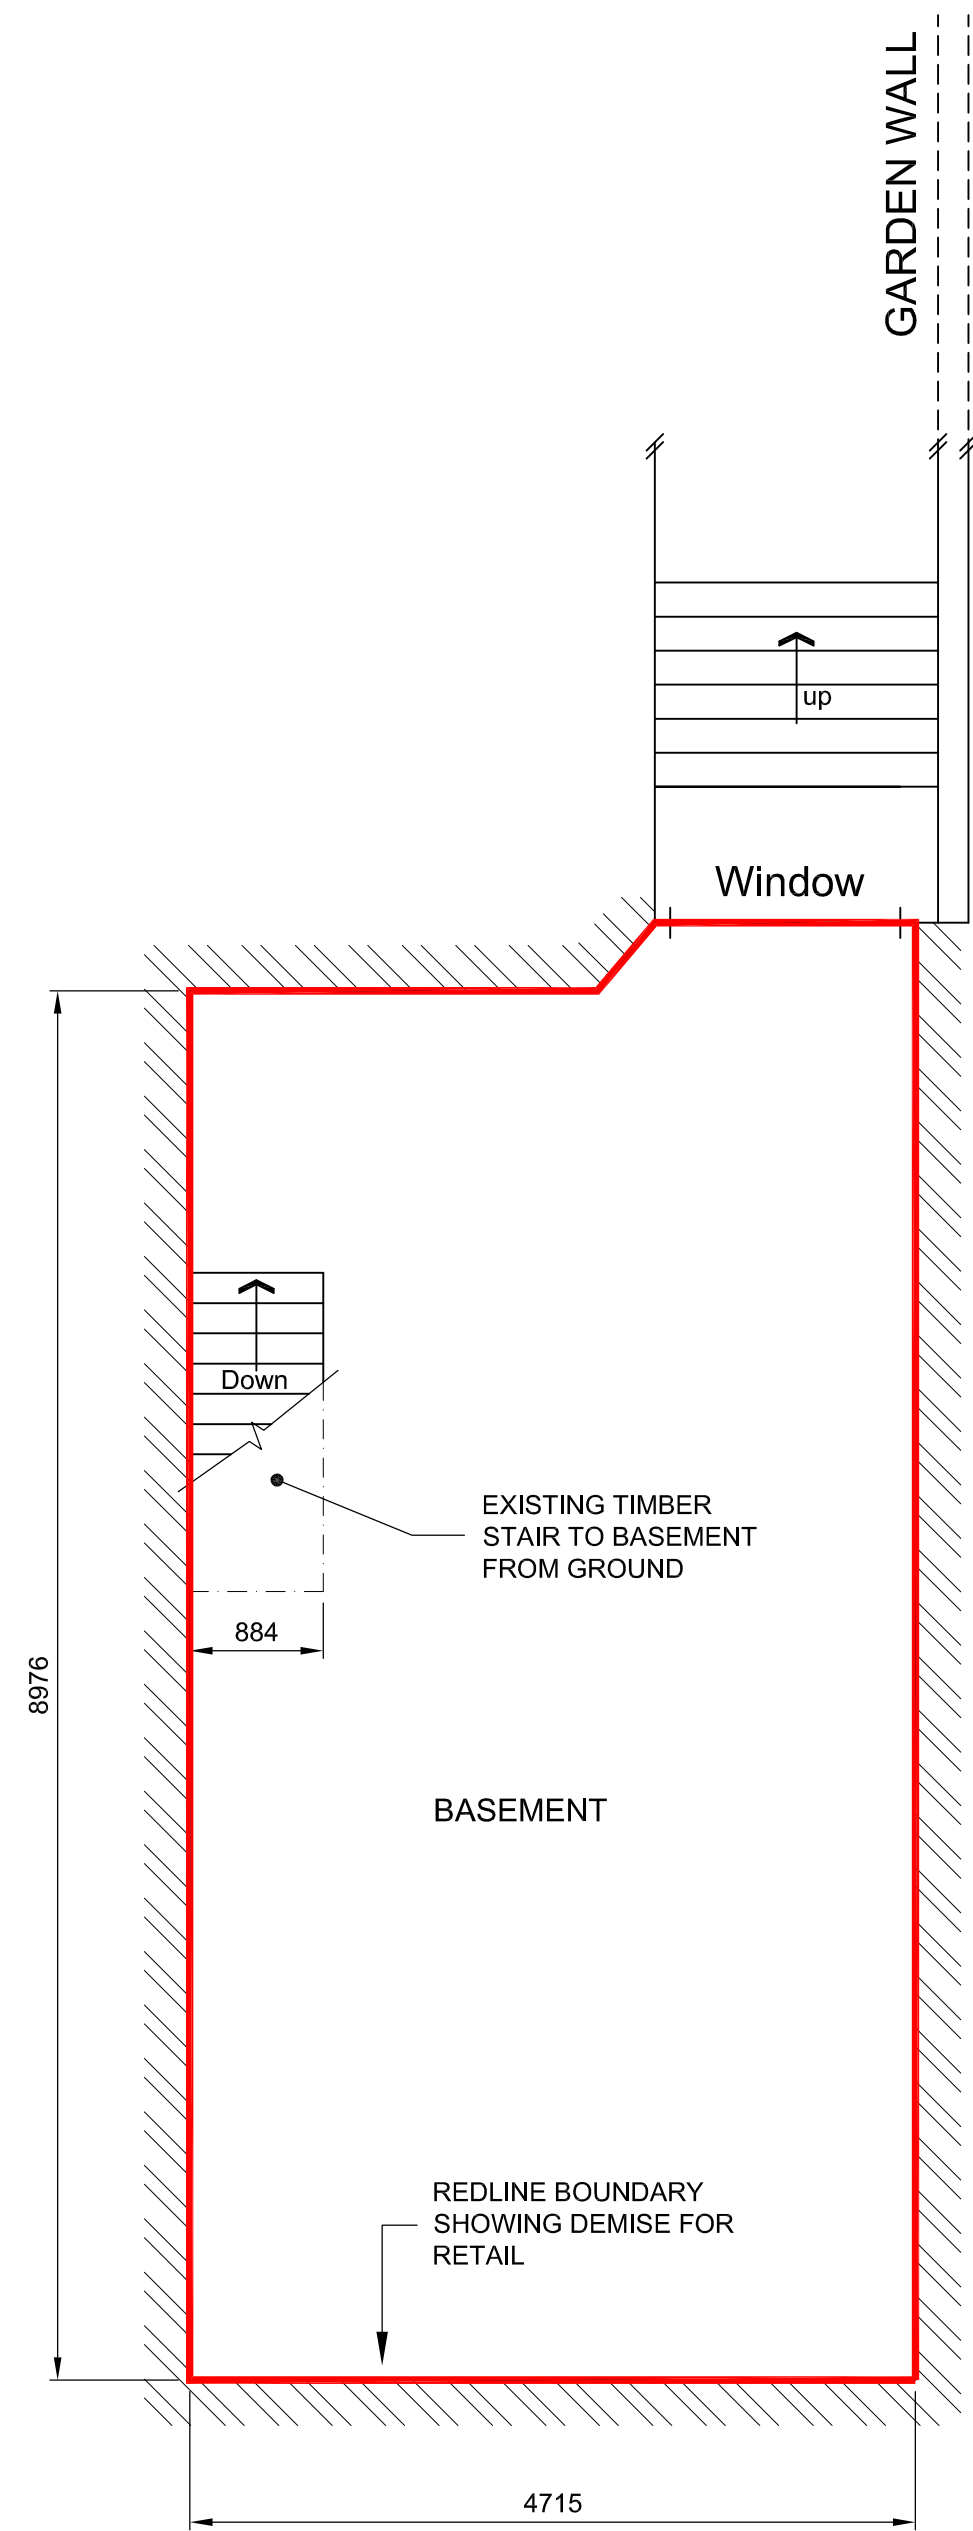 GARDEN WALL
up
Window
Down
EXISTING TIMBER
STAIR TO BASEMENT
FROM GROUND
884
8976
BASEMENT
REDLINE BOUNDARY
SHOWING DEMISE FOR
RETAIL
4715